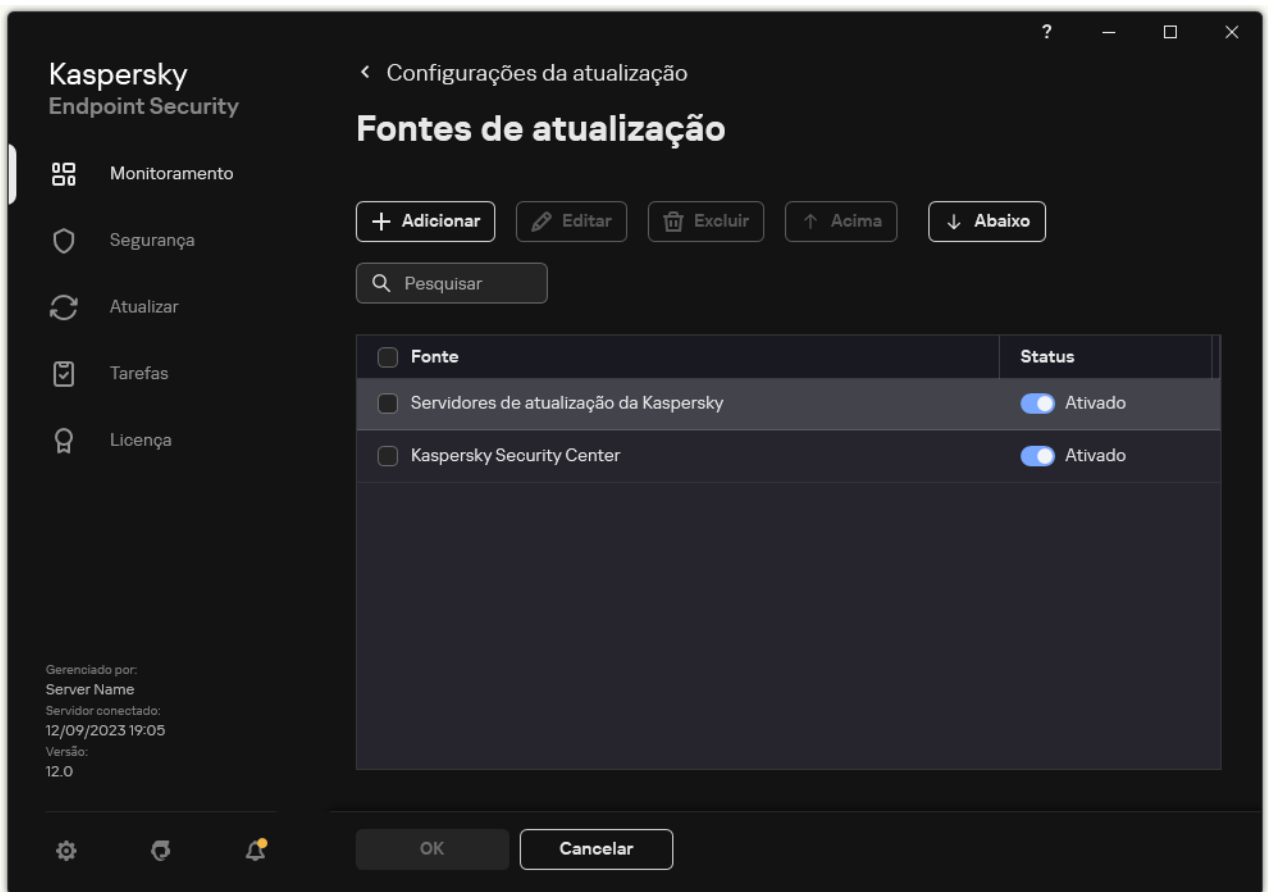 ?
Kaspersky
Endpoint Security
Monitoramento
Segurança
Atualizar
Tarefas
Licença
Gerenciado por:
Server Name
Servidor conectado:
12/09/2023 19:05
Versão:
12.0
Configurações da atualização
Fontes de atualização
Adicionar Editar Excluir Acima Abaixo
Pesquisar
Fonte Status
Servidores de atualização da Kaspersky Ativado
Kaspersky Security Center Ativado
OK Cancelar